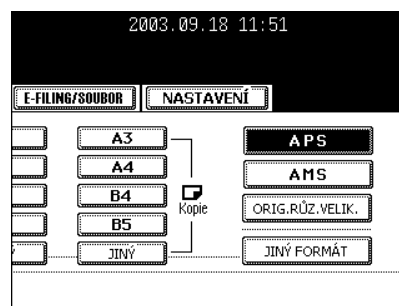 2003.09.18 11:51
E-FILING/SOUBOR NASTAVENÍ
A3 APS
A4 AMS
B4 Kopie ORIG.RŮZ.VELIK.
B5
JINÝ JINÝ FORMÁT